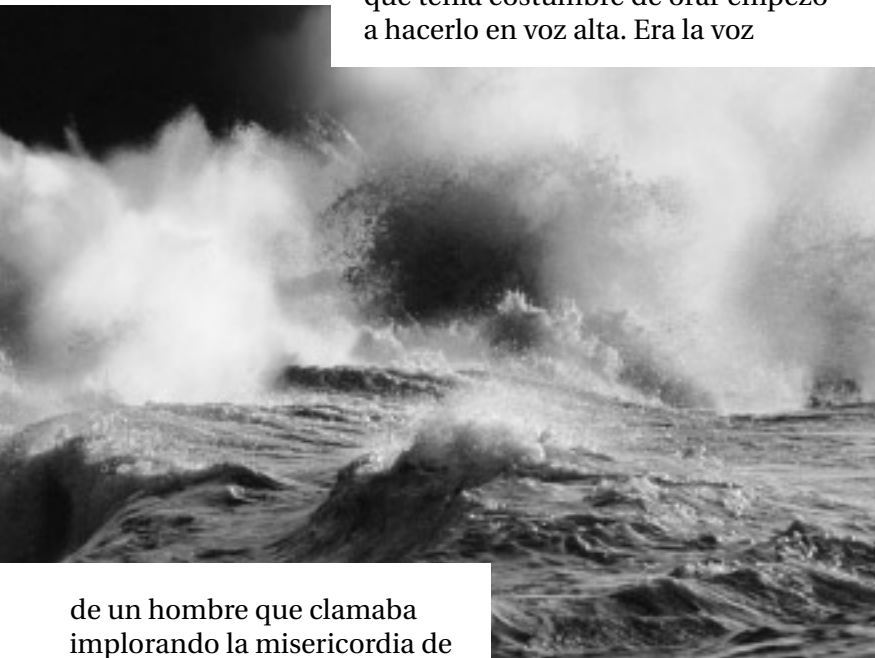 que tenía costumbre de orar empezó
a hacerlo en voz alta. Era la voz
de un hombre que clamaba
implorando la misericordia de